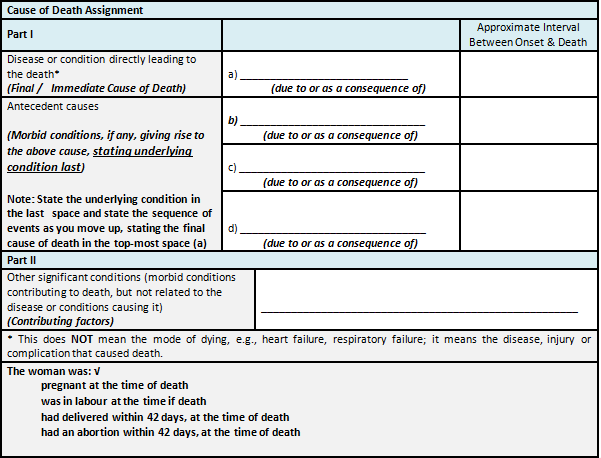 Cause of Death Assignment
Part I
Approximate Interval
Between Onset & Death
Disease or condition directly leading to
the death*
(Final / Immediate Cause of Death)
a) ____________________________
(due to or as a consequence of)
Antecedent causes
(Morbid conditions, if any, giving rise to
the above cause, stating underlying
condition last)
Note: State the underlying condition in
the last space and state the sequence of
events as you move up, stating the final
cause of death in the top-most space (a)
b) _______________________________
(due to or as a consequence of)
c) _______________________________
(due to or as a consequence of)
d) _______________________________
(due to or as a consequence of)
Part II
Other significant conditions (morbid conditions
contributing to death, but not related to the
disease or conditions causing it)
(Contributing factors)
_____________________________________________________
* This does NOT mean the mode of dying, e.g., heart failure, respiratory failure; it means the disease, injury or
complication that caused death.
The woman was: √
pregnant at the time of death
was in labour at the time if death
had delivered within 42 days, at the time of death
had an abortion within 42 days, at the time of death